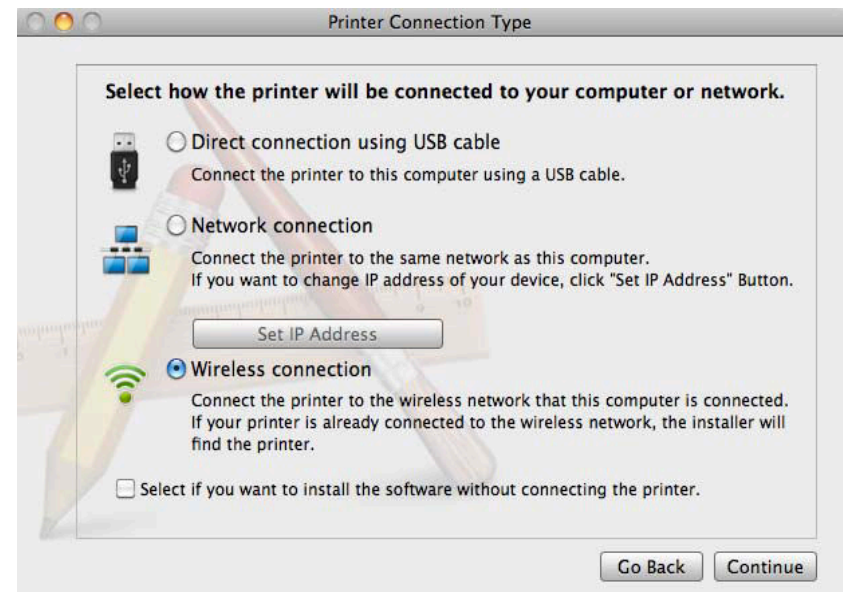 Printer Connection Type
Select how the printer will be connected to your computer or network.
Direct connection using USB cable
Connect the printer to this computer using a USB cable.
Network connection
Connect the printer to the same network as this computer.
If you want to change IP address of your device, click "Set IP Address" Button.
Set IP Address
Wireless connection
Connect the printer to the wireless network that this computer is connected.
If your printer is already connected to the wireless network, the installer will
find the printer.
Select if you want to install the software without connecting the printer.
Go Back
Continue